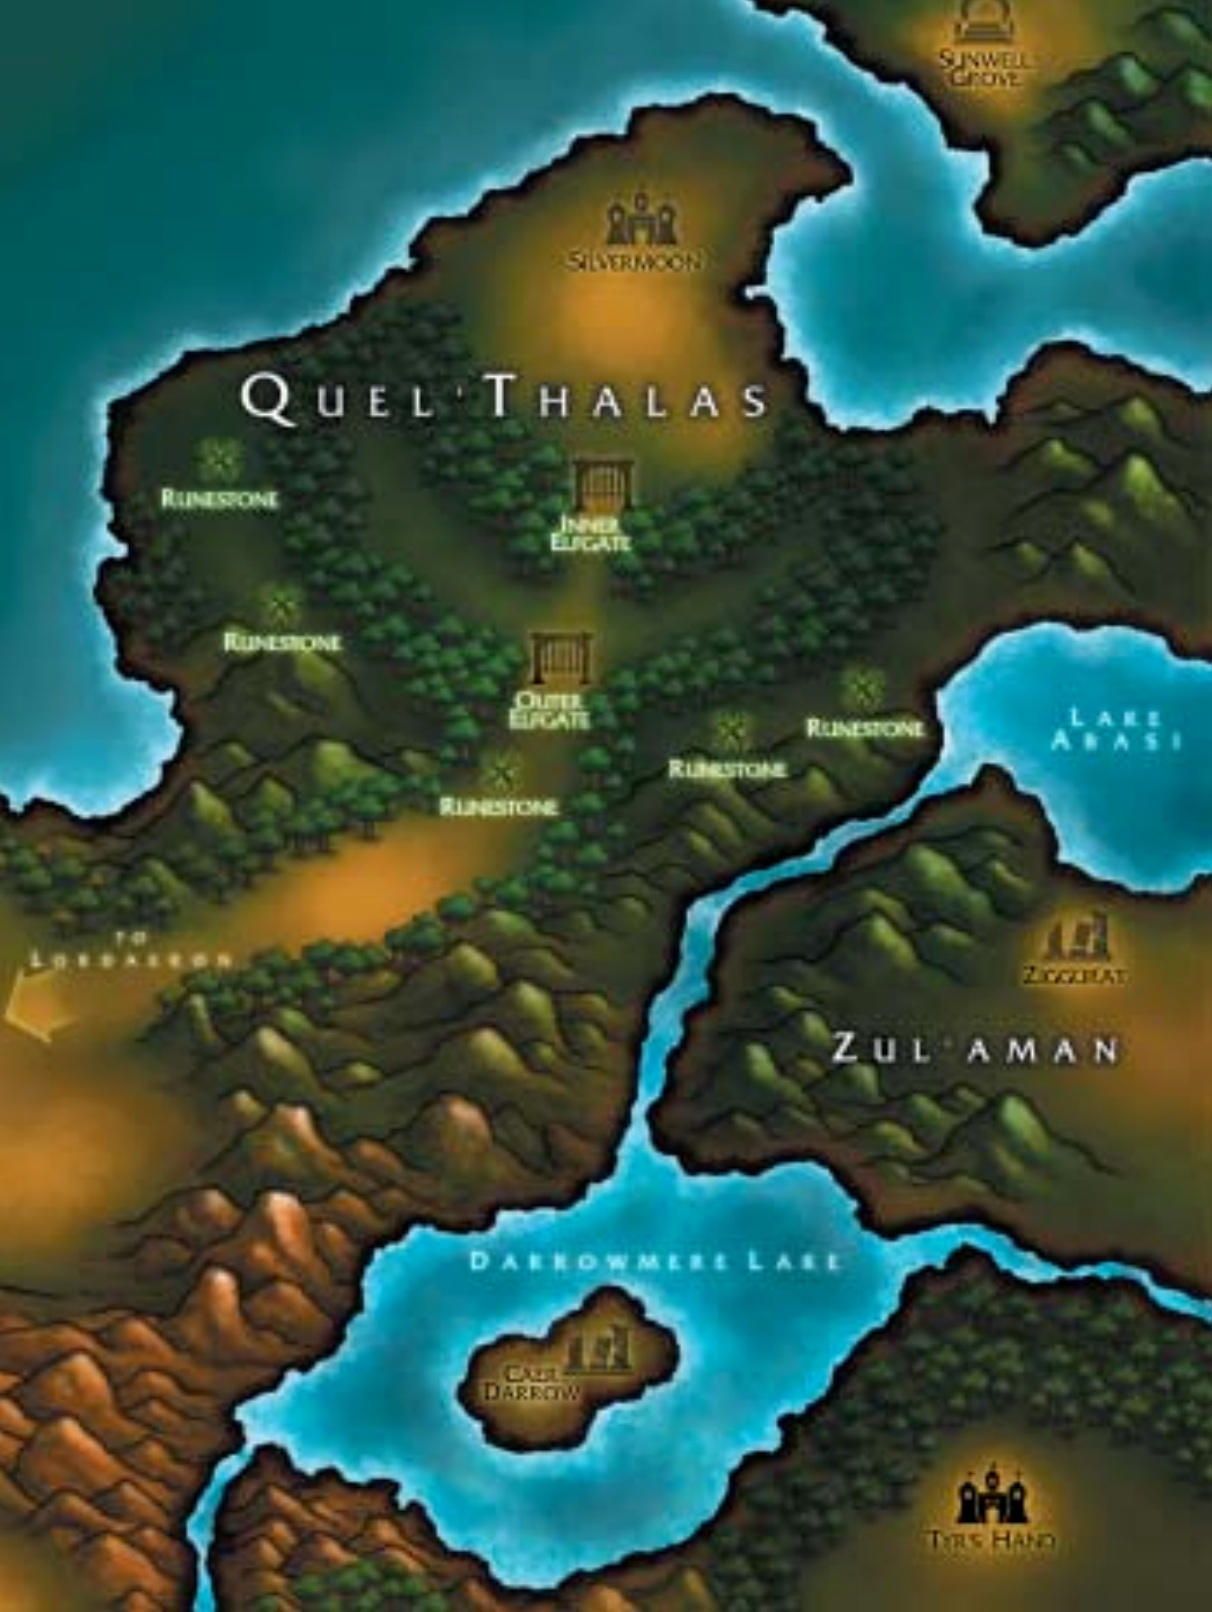 SUNWELL
GROVE
SILVERMOON
QUEL'THALAS
RUNESTONE
INNER
ELFGATE
RUNESTONE
OUTER
ELFGATE
RUNESTONE
RUNESTONE
RUNESTONE
LAKE
ABASSI
TO
LORDAERON
ZIGGURAT
ZUL'AMAN
DARROWMERE LAKE
CAER
DARROW
TYR'S HAND